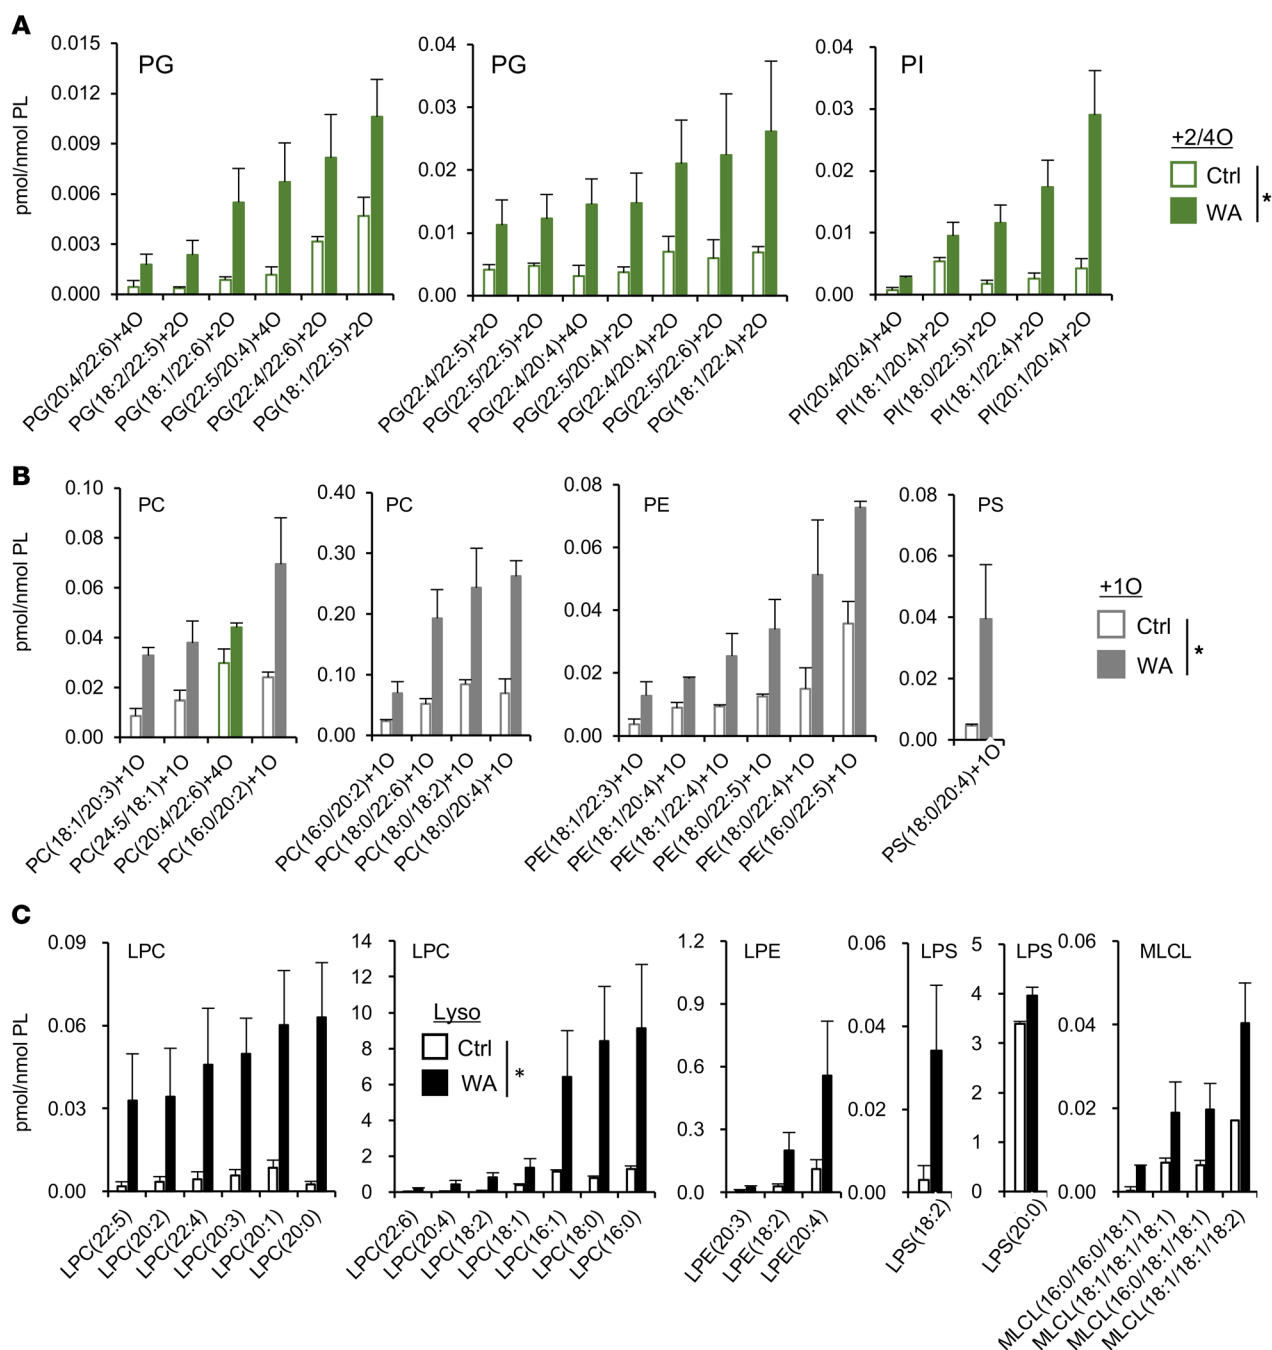 A
PG
PG
PI
pmol/nmol PL
0.015
0.012
0.009
0.006
0.003
0.000
PG(20:4/22:6)+4O
PG(18:2/22:5)+2O
PG(18:1/22:6)+2O
PG(22:5/20:4)+4O
PG(22:4/22:6)+2O
PG(18:1/22:5)+2O
0.04
0.03
0.02
0.01
0.00
PG(22:4/22:5)+2O
PG(22:5/22:5)+2O
PG(22:4/20:4)+4O
PG(22:5/20:4)+2O
PG(22:4/20:4)+2O
PG(22:5/22:6)+2O
PG(18:1/22:4)+2O
0.04
0.03
0.02
0.01
0.00
PI(20:4/20:4)+4O
PI(18:1/20:4)+2O
PI(18:0/22:5)+2O
PI(18:1/22:4)+2O
PI(20:1/20:4)+2O
+2/4O
Ctrl
WA
*
B
PC
PC
PE
PS
pmol/nmol PL
0.10
0.08
0.06
0.04
0.02
0.00
PC(18:1/20:3)+1O
PC(24:5/18:1)+1O
PC(20:4/22:6)+4O
PC(16:0/20:2)+1O
0.40
0.30
0.20
0.10
0.00
PC(16:0/20:2)+1O
PC(18:0/22:6)+1O
PC(18:0/18:2)+1O
PC(18:0/20:4)+1O
0.08
0.06
0.04
0.02
0.00
PE(18:1/22:3)+1O
PE(18:1/20:4)+1O
PE(18:1/22:4)+1O
PE(18:0/22:5)+1O
PE(18:0/22:4)+1O
PE(16:0/22:5)+1O
0.08
0.06
0.04
0.02
0.00
PS(18:0/20:4)+1O
+1O
Ctrl
WA
*
C
LPC
LPC
LPE
LPS
LPS
MLCL
pmol/nmol PL
0.09
0.06
0.03
0.00
LPC(22:5)
LPC(20:2)
LPC(22:4)
LPC(20:3)
LPC(20:1)
LPC(20:0)
14
12
10
8
6
4
2
0
Lyso
Ctrl
WA
*
LPC(22:6)
LPC(20:4)
LPC(18:2)
LPC(18:1)
LPC(16:1)
LPC(18:0)
LPC(16:0)
1.2
0.9
0.6
0.3
0.0
LPE(20:3)
LPE(18:2)
LPE(20:4)
0.06
0.04
0.02
0.00
LPS(18:2)
5
4
3
2
1
0
LPS(20:0)
0.06
0.04
0.02
0.00
MLCL(16:0/16:0/18:1)
MLCL(18:1/18:1/18:1)
MLCL(16:0/18:1/18:1)
MLCL(18:1/18:1/18:2)